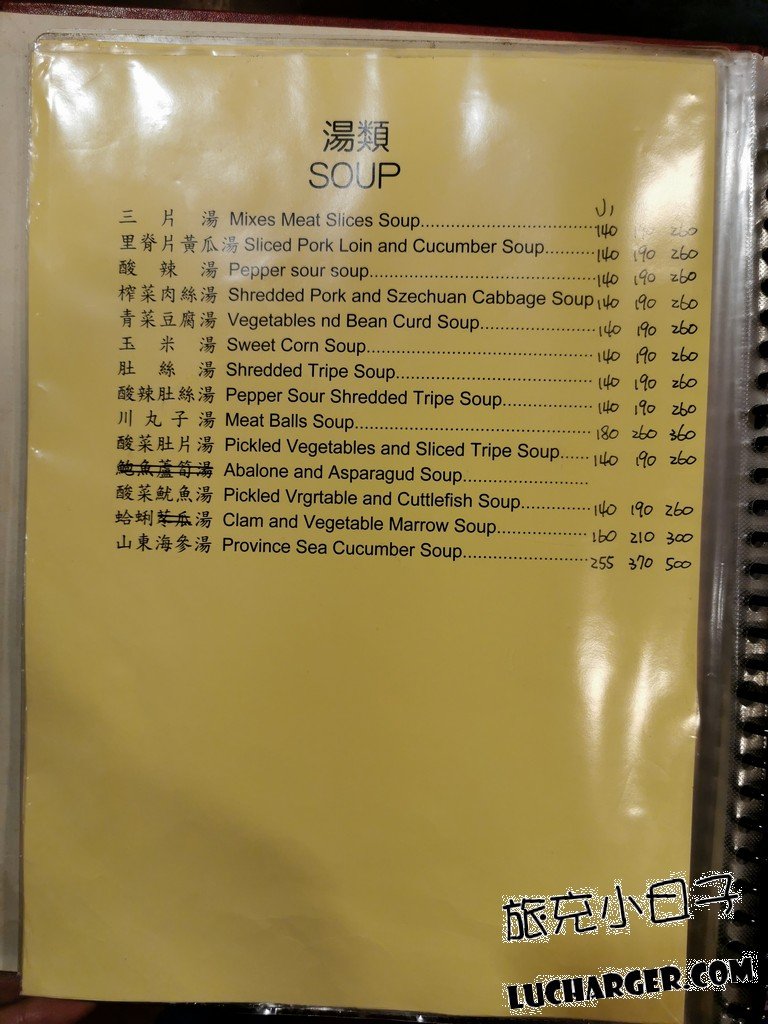 湯類
SOUP
小
三片湯 Mixes Meat Slices Soup 140 190 260
里脊片黃瓜湯 Sliced Pork Loin and Cucumber Soup 140 190 260
酸辣湯 Pepper sour soup 140 190 260
榨菜肉絲湯 Shredded Pork and Szechuan Cabbage Soup 140 190 260
青菜豆腐湯 Vegetables nd Bean Curd Soup 140 190 260
玉米湯 Sweet Corn Soup 140 190 260
肚絲湯 Shredded Tripe Soup 140 190 260
酸辣肚絲湯 Pepper Sour Shredded Tripe Soup 140 190 260
川丸子湯 Meat Balls Soup 180 260 360
酸菜肚片湯 Pickled Vegetables and Sliced Tripe Soup 140 190 260
鮑魚蘆筍湯 Abalone and Asparagud Soup
酸菜魷魚湯 Pickled Vrgrtable and Cuttlefish Soup 140 190 260
蛤蜊冬瓜湯 Clam and Vegetable Marrow Soup 160 210 300
山東海參湯 Province Sea Cucumber Soup 255 370 500
旅充小日子
LUCHARGER.COM